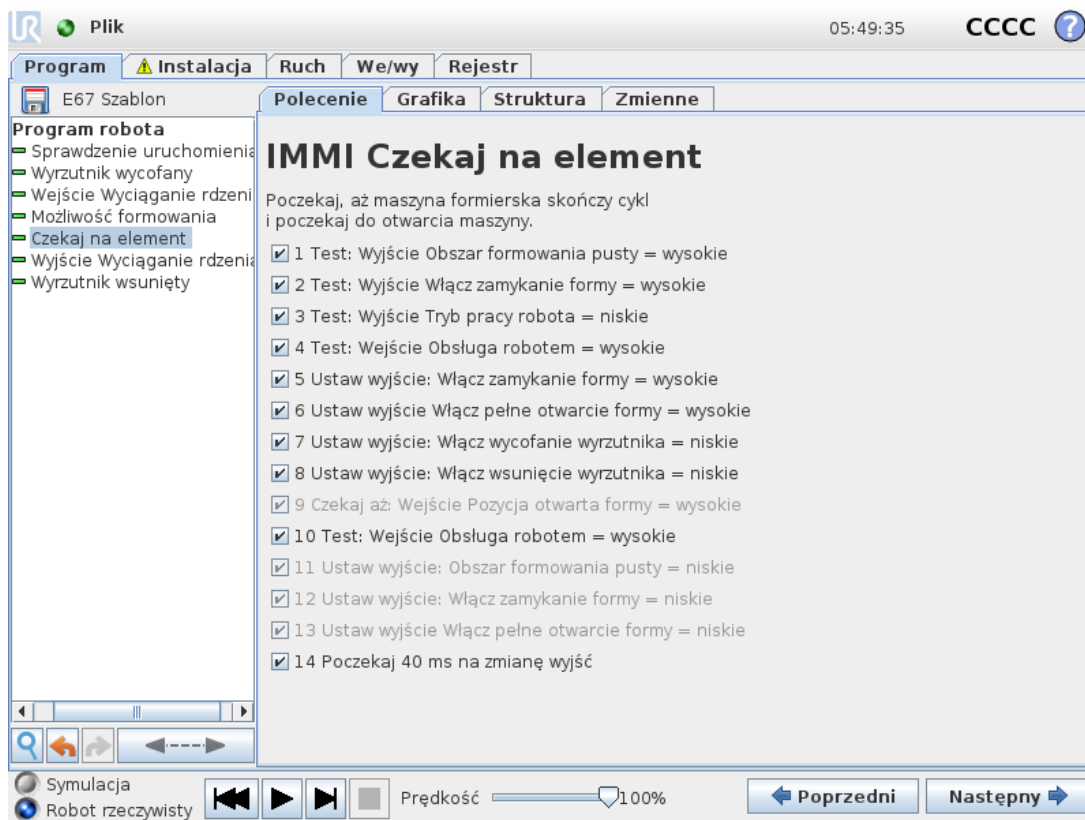 Plik
05:49:35
CCCC
?
Program
Instalacja
Ruch
We/wy
Rejestr
E67 Szablon
Polecenie
Grafika
Struktura
Zmienne
Program robota
Sprawdzenie uruchomienia
Wyrzutnik wycofany
Wejście Wyciąganie rdzeni
Możliwość formowania
Czekaj na element
Wyjście Wyciąganie rdzenia
Wyrzutnik wsunięty
IMMI Czekaj na element
Poczekaj, aż maszyna formierska skończy cykl
i poczekaj do otwarcia maszyny.
1 Test: Wyjście Obszar formowania pusty = wysokie
2 Test: Wyjście Włącz zamykanie formy = wysokie
3 Test: Wyjście Tryb pracy robota = niskie
4 Test: Wejście Obsługa robotem = wysokie
5 Ustaw wyjście: Włącz zamykanie formy = wysokie
6 Ustaw wyjście Włącz pełne otwarcie formy = wysokie
7 Ustaw wyjście: Włącz wycofanie wyrzutnika = niskie
8 Ustaw wyjście: Włącz wsunięcie wyrzutnika = niskie
9 Czekaj aż: Wejście Pozycja otwarta formy = wysokie
10 Test: Wejście Obsługa robotem = wysokie
11 Ustaw wyjście: Obszar formowania pusty = niskie
12 Ustaw wyjście: Włącz zamykanie formy = niskie
13 Ustaw wyjście Włącz pełne otwarcie formy = niskie
14 Poczekaj 40 ms na zmianę wyjść
Symulacja
Robot rzeczywisty
Prędkość
100%
Poprzedni
Następny